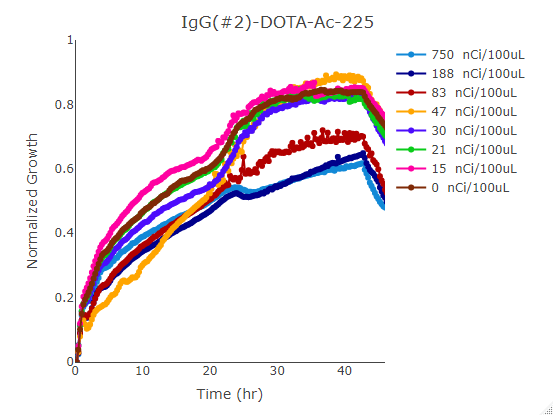 IgG(#2)-DOTA-Ac-225
1
0.8
0.6
0.4
0.2
0
0
10
20
30
40
Normalized Growth
Time (hr)
750 nCi/100uL
188 nCi/100uL
83 nCi/100uL
47 nCi/100uL
30 nCi/100uL
21 nCi/100uL
15 nCi/100uL
0 nCi/100uL